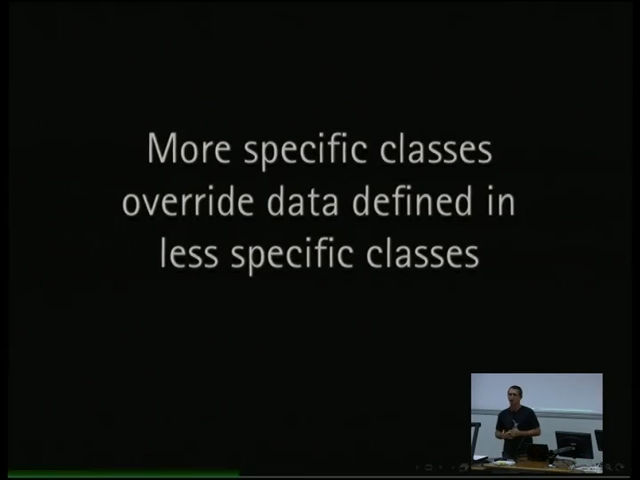 More specific classes
override data defined in
less specific classes